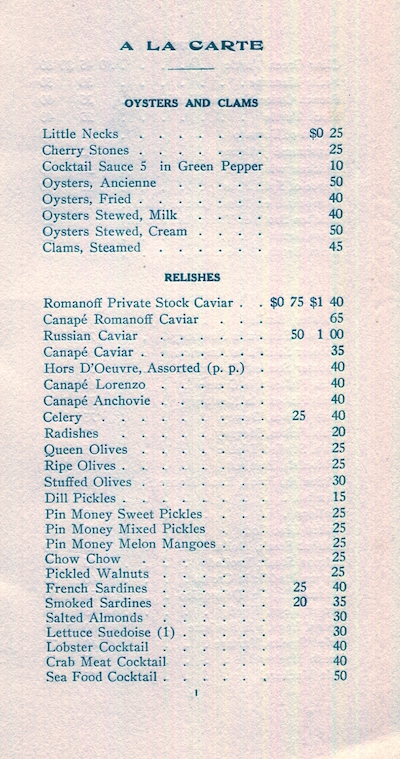 A LA CARTE
OYSTERS AND CLAMS
Little Necks . . . . . . . $0 25
Cherry Stones . . . . . . . 25
Cocktail Sauce 5 in Green Pepper 10
Oysters, Ancienne . . . . . 50
Oysters, Fried . . . . . . . 40
Oysters Stewed, Milk . . . . 40
Oysters Stewed, Cream . . . . 50
Clams, Steamed . . . . . . 45
RELISHES
Romanoff Private Stock Caviar . . $0 75 $1 40
Canapé Romanoff Caviar . . . 65
Russian Caviar . . . . . . 50 1 00
Canapé Caviar . . . . . . 35
Hors D'Oeuvre, Assorted (p. p.) . 40
Canapé Lorenzo . . . . . . 40
Canapé Anchovie . . . . . . 40
Celery . . . . . . . . 25 40
Radishes . . . . . . . 20
Queen Olives . . . . . . 25
Ripe Olives . . . . . . . 25
Stuffed Olives . . . . . . 30
Dill Pickles . . . . . . . 15
Pin Money Sweet Pickles . . . 25
Pin Money Mixed Pickles . . . 25
Pin Money Melon Mangoes . . . 25
Chow Chow . . . . . . 25
Pickled Walnuts . . . . . 25
French Sardines . . . . . 25 40
Smoked Sardines . . . . . 20 35
Salted Almonds . . . . . 30
Lettuce Suedoise (1) . . . . 30
Lobster Cocktail . . . . . 40
Crab Meat Cocktail . . . . 40
Sea Food Cocktail . . . . . 50
1